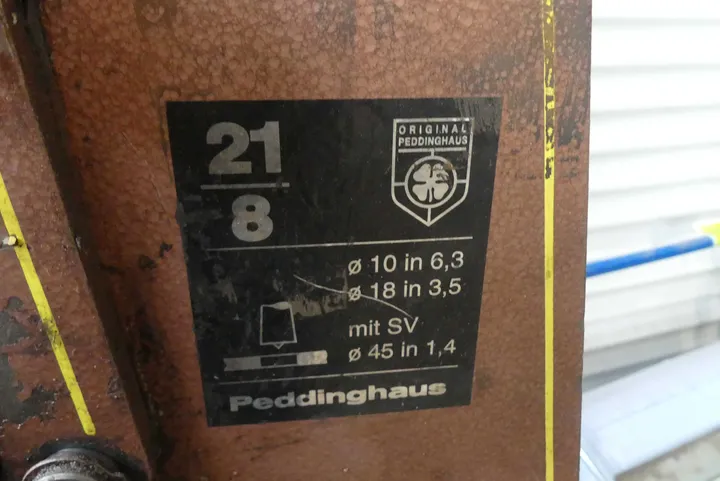 21
8
ORIGINAL
PEDDINGHAUS
ø 10 in 6,3
ø 18 in 3,5
mit SV
ø 45 in 1,4
Peddinghaus